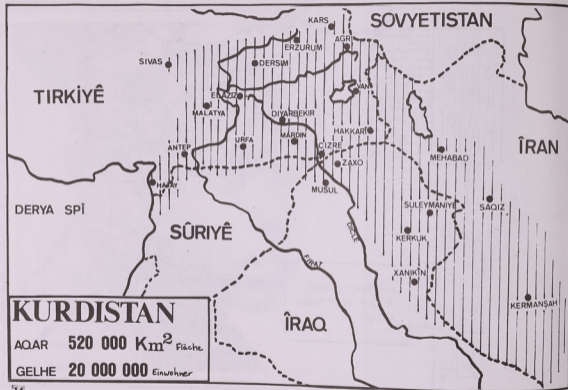 SOVYETISTAN
KARS
ERZURUM
AGRI
SIVAS
DERSIM
TIRKIYÊ
ELAZIZ
VAN
MALATYA
DIYARBEKIR
HAKKARI
MARDIN
ÎRAN
ANTEP
URFA
CIZRE
MEHABAD
ZAXO
HATAY
MUSUL
SULEYMANIYE
SAQIZ
DERYA SPÎ
SÛRIYÊ
KERKUK
DICLE
FIRAT
XANIKÎN
KERMANŞAH
ÎRAQ
KURDISTAN
AQAR 520 000 Km2 Fläche
GELHE 20 000 000 Einwohner